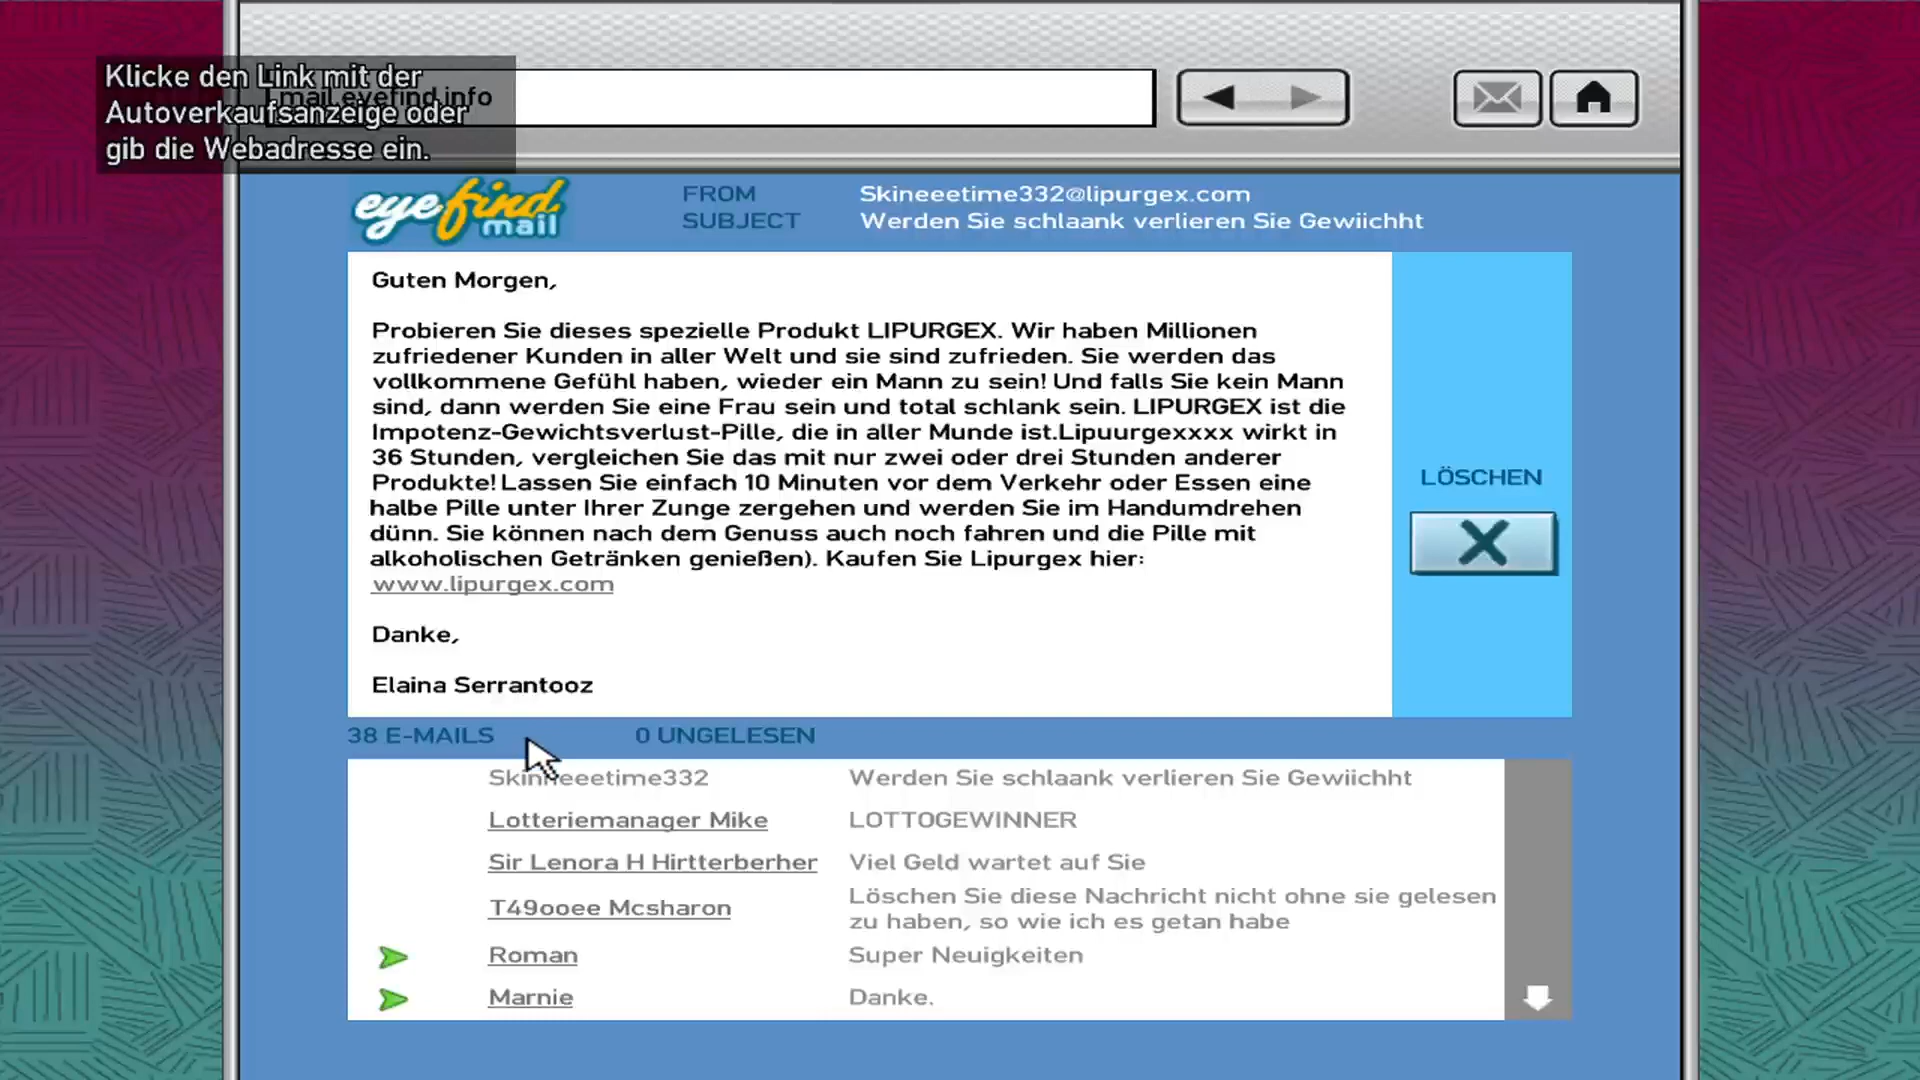 Klicke den Link mit der
Autoverkaufsanzeige oder
gib die Webadresse ein.
mail.eyefind.info
eyefind mail
FROM Skineeetime332@lipurgex.com
SUBJECT Werden Sie schlaank verlieren Sie Gewiichht
Guten Morgen,
Probieren Sie dieses spezielle Produkt LIPURGEX. Wir haben Millionen
zufriedener Kunden in aller Welt und sie sind zufrieden. Sie werden das
vollkommene Gefühl haben, wieder ein Mann zu sein! Und falls Sie kein Mann
sind, dann werden Sie eine Frau sein und total schlank sein. LIPURGEX ist die
Impotenz-Gewichtsverlust-Pille, die in aller Munde ist.Lipuurgexxxx wirkt in
36 Stunden, vergleichen Sie das mit nur zwei oder drei Stunden anderer
Produkte! Lassen Sie einfach 10 Minuten vor dem Verkehr oder Essen eine
halbe Pille unter Ihrer Zunge zergehen und werden Sie im Handumdrehen
dünn. Sie können nach dem Genuss auch noch fahren und die Pille mit
alkoholischen Getränken genießen). Kaufen Sie Lipurgex hier:
www.lipurgex.com
Danke,
Elaina Serrantooz
LÖSCHEN
38 E-MAILS 0 UNGELESEN
Skinneeetime332 Werden Sie schlaank verlieren Sie Gewiichht
Lotteriemanager Mike LOTTOGEWINNER
Sir Lenora H Hirtterberher Viel Geld wartet auf Sie
T49ooee Mcsharon Löschen Sie diese Nachricht nicht ohne sie gelesen
zu haben, so wie ich es getan habe
Roman Super Neuigkeiten
Marnie Danke.